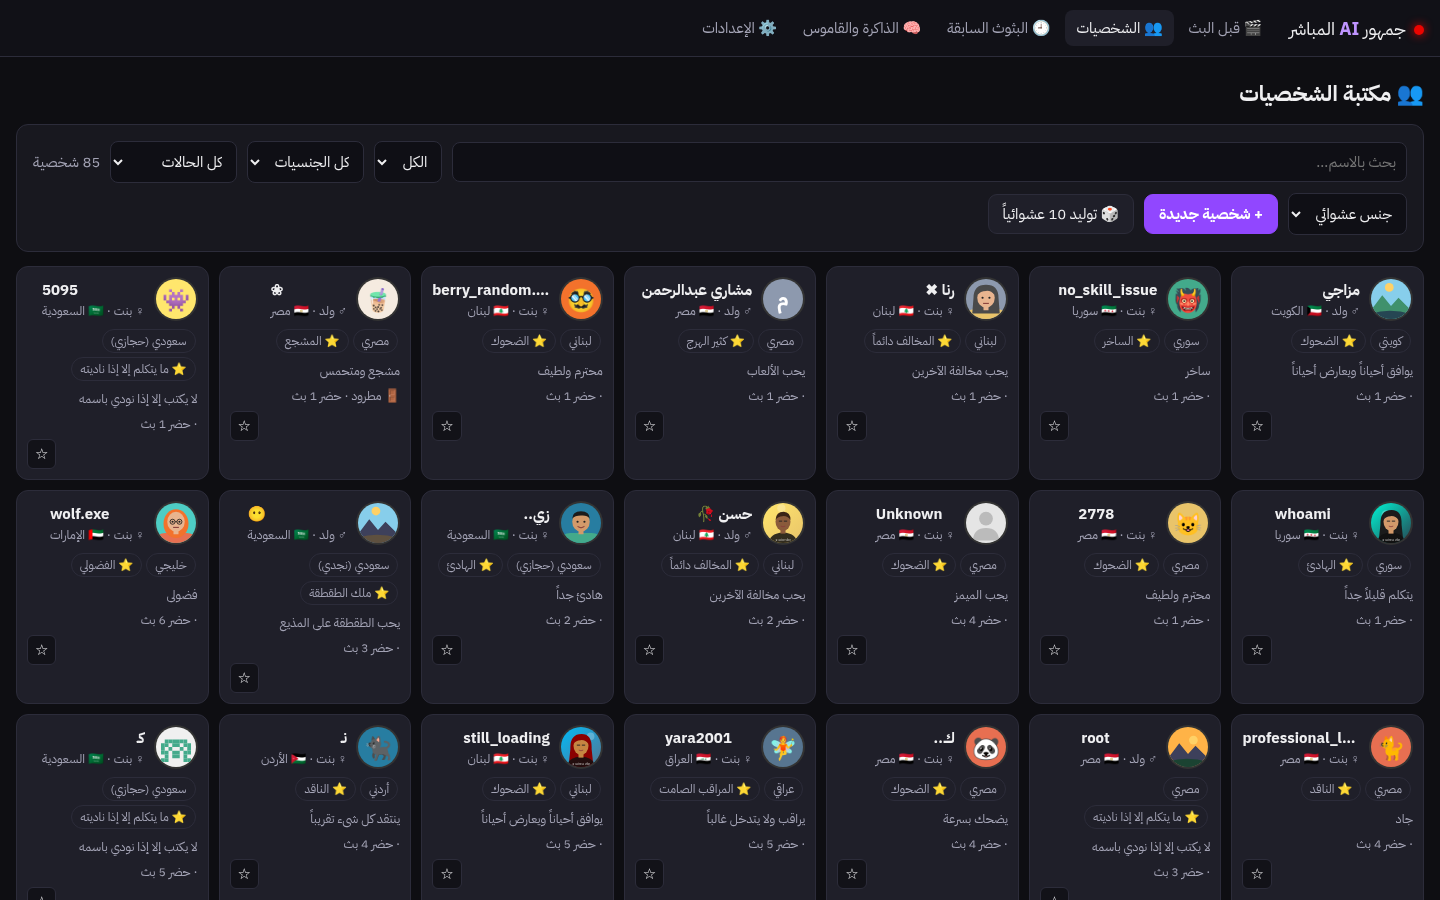 جمهور AI المباشر
🎬 قبل البث
👥 الشخصيات
🕘 البثوث السابقة
🧠 الذاكرة والقاموس
⚙️ الإعدادات
👥 مكتبة الشخصيات
بحث بالاسم...
الكل
كل الجنسيات
كل الحالات
85 شخصية
جنس عشوائي
+ شخصية جديدة
🎲 توليد 10 عشوائياً
مزاجي
♂ ولد · 🇰🇼 الكويت
كويتي
⭐ الضحوك
يوافق أحياناً ويعارض أحياناً
· حضر 1 بث
no_skill_issue
♀ بنت · 🇸🇾 سوريا
سوري
⭐ الساخر
ساخر
· حضر 1 بث
رنا ✖
♀ بنت · 🇱🇧 لبنان
لبناني
⭐ المخالف دائماً
يحب مخالفة الآخرين
· حضر 1 بث
م
مشاري عبدالرحمن
♂ ولد · 🇪🇬 مصر
مصري
⭐ كثير الهرج
يحب الألعاب
· حضر 1 بث
berry_random....
♀ بنت · 🇱🇧 لبنان
لبناني
⭐ الضحوك
محترم ولطيف
· حضر 1 بث
❀
♂ ولد · 🇪🇬 مصر
مصري
⭐ المشجع
مشجع ومتحمس
🚪 مطرود · حضر 1 بث
5095
♀ بنت · 🇸🇦 السعودية
سعودي (حجازي)
⭐ ما يتكلم إلا إذا ناديته
لا يكتب إلا إذا نودي باسمه
· حضر 1 بث
whoami
♀ بنت · 🇸🇾 سوريا
سوري
⭐ الهادئ
يتكلم قليلاً جداً
· حضر 1 بث
2778
♀ بنت · 🇪🇬 مصر
مصري
⭐ الضحوك
محترم ولطيف
· حضر 1 بث
Unknown
♀ بنت · 🇪🇬 مصر
مصري
⭐ الضحوك
يحب الميمز
· حضر 4 بث
حسن 🥀
♂ ولد · 🇱🇧 لبنان
لبناني
⭐ المخالف دائماً
يحب مخالفة الآخرين
· حضر 2 بث
زي..
♀ بنت · 🇸🇦 السعودية
سعودي (حجازي)
⭐ الهادئ
هادئ جداً
· حضر 2 بث
😶
♂ ولد · 🇸🇦 السعودية
سعودي (نجدي)
⭐ ملك الطقطقة
يحب الطقطقة على المذيع
· حضر 3 بث
wolf.exe
♀ بنت · 🇦🇪 الإمارات
خليجي
⭐ الفضولي
فضولي
· حضر 6 بث
professional_l...
♀ بنت · 🇪🇬 مصر
مصري
⭐ الناقد
جاد
· حضر 4 بث
root
♂ ولد · 🇪🇬 مصر
مصري
⭐ ما يتكلم إلا إذا ناديته
لا يكتب إلا إذا نودي باسمه
· حضر 3 بث
كـ..
♀ بنت · 🇪🇬 مصر
مصري
⭐ الضحوك
يضحك بسرعة
· حضر 4 بث
yara2001
♀ بنت · 🇮🇶 العراق
عراقي
⭐ المراقب الصامت
يراقب ولا يتدخل غالباً
· حضر 5 بث
still_loading
♀ بنت · 🇱🇧 لبنان
لبناني
⭐ الضحوك
يوافق أحياناً ويعارض أحياناً
· حضر 5 بث
نـ
♀ بنت · 🇯🇴 الأردن
أردني
⭐ الناقد
ينتقد كل شيء تقريباً
· حضر 4 بث
كـ
♀ بنت · 🇸🇦 السعودية
سعودي (حجازي)
⭐ ما يتكلم إلا إذا ناديته
لا يكتب إلا إذا نودي باسمه
· حضر 5 بث